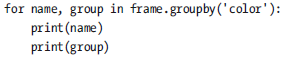 for name, group in frame.groupby('color'):
    print(name)
    print(group)